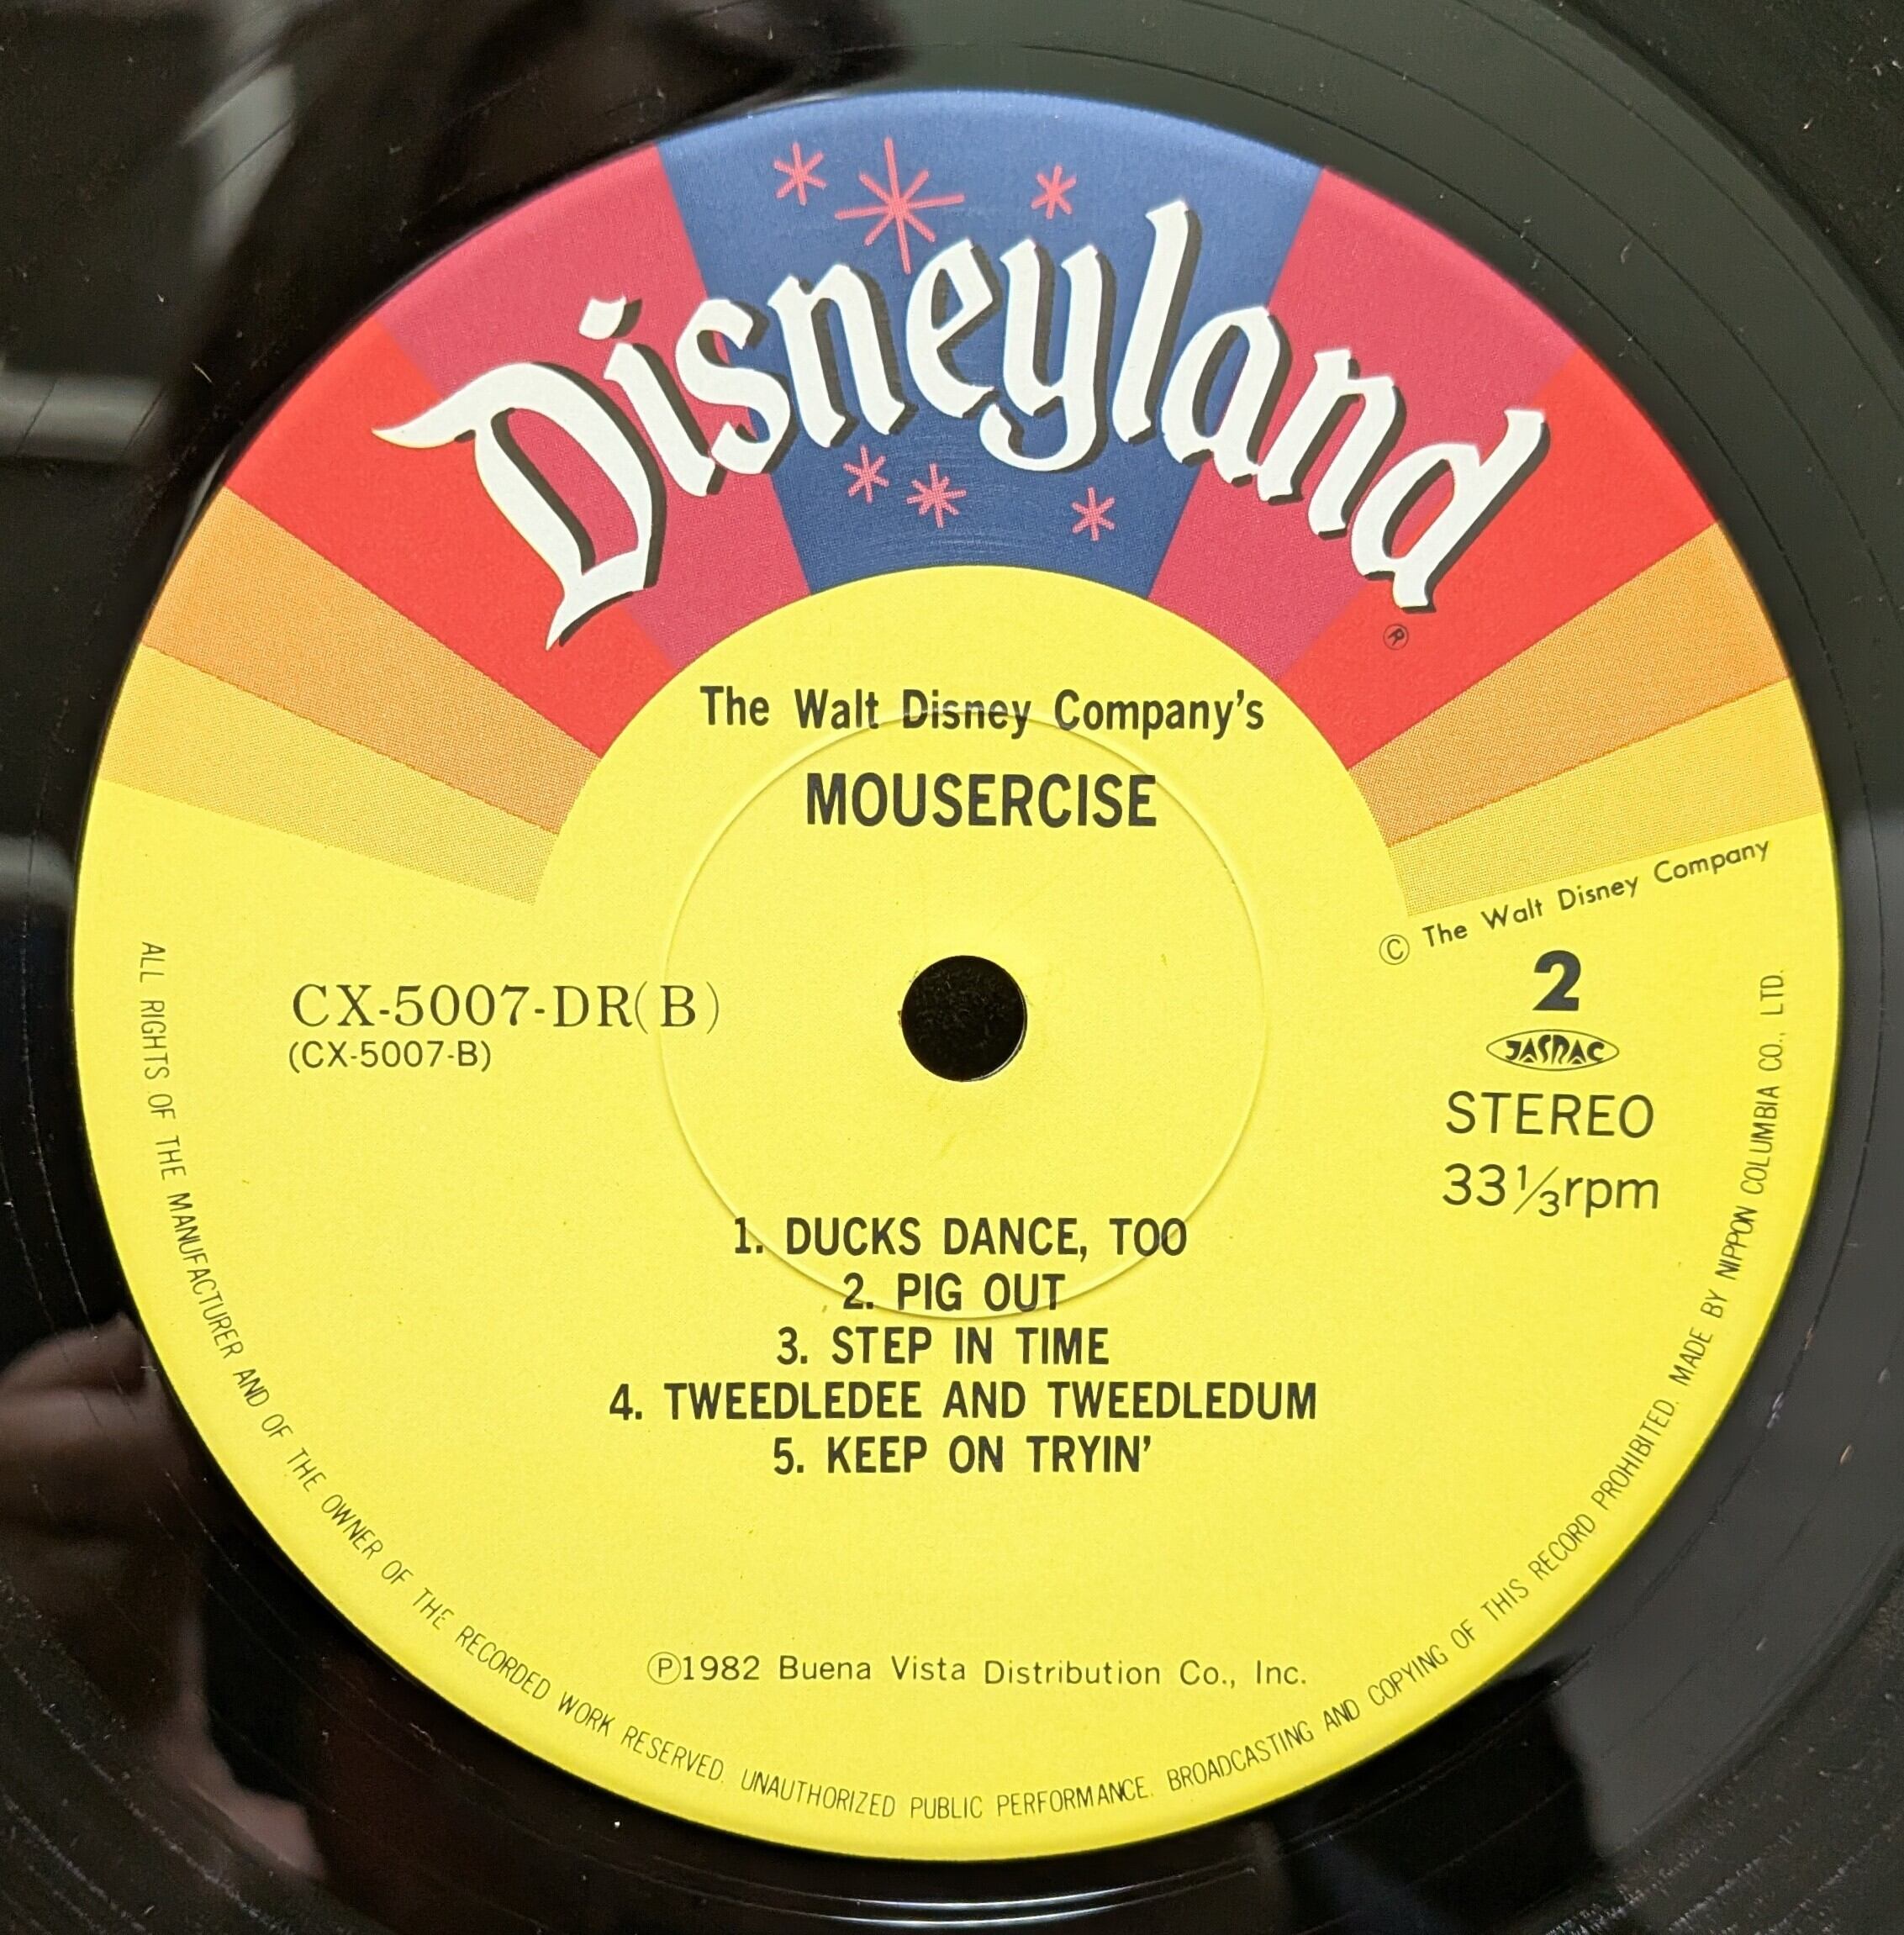 Disneyland
®
The Walt Disney Company's
MOUSERCISE
© The Walt Disney Company
CX-5007-DR(B)
(CX-5007-B)
2
JASRAC
STEREO
33⅓rpm
1. DUCKS DANCE, TOO
2. PIG OUT
3. STEP IN TIME
4. TWEEDLEDEE AND TWEEDLEDUM
5. KEEP ON TRYIN'
Ⓟ1982 Buena Vista Distribution Co., Inc.
ALL RIGHTS OF THE MANUFACTURER AND OF THE OWNER OF THE RECORDED WORK RESERVED. UNAUTHORIZED PUBLIC PERFORMANCE. BROADCASTING AND COPYING OF THIS RECORD PROHIBITED. MADE BY NIPPON COLUMBIA CO., LTD.